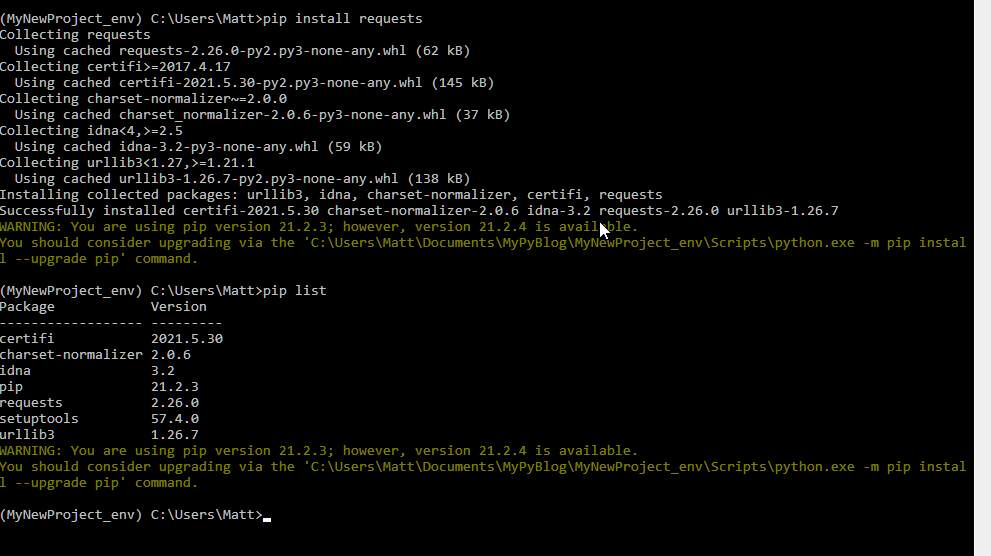 (MyNewProject_env) C:\Users\Matt>pip install requests
Collecting requests
  Using cached requests-2.26.0-py2.py3-none-any.whl (62 kB)
Collecting certifi>=2017.4.17
  Using cached certifi-2021.5.30-py2.py3-none-any.whl (145 kB)
Collecting charset-normalizer~=2.0.0
  Using cached charset_normalizer-2.0.6-py3-none-any.whl (37 kB)
Collecting idna<4,>=2.5
  Using cached idna-3.2-py3-none-any.whl (59 kB)
Collecting urllib3<1.27,>=1.21.1
  Using cached urllib3-1.26.7-py2.py3-none-any.whl (138 kB)
Installing collected packages: urllib3, idna, charset-normalizer, certifi, requests
Successfully installed certifi-2021.5.30 charset-normalizer-2.0.6 idna-3.2 requests-2.26.0 urllib3-1.26.7
WARNING: You are using pip version 21.2.3; however, version 21.2.4 is available.
You should consider upgrading via the 'C:\Users\Matt\Documents\MyPyBlog\MyNewProject_env\Scripts\python.exe -m pip instal
l --upgrade pip' command.
(MyNewProject_env) C:\Users\Matt>pip list
Package            Version
------------------ ---------
certifi            2021.5.30
charset-normalizer 2.0.6
idna               3.2
pip                21.2.3
requests           2.26.0
setuptools         57.4.0
urllib3            1.26.7
WARNING: You are using pip version 21.2.3; however, version 21.2.4 is available.
You should consider upgrading via the 'C:\Users\Matt\Documents\MyPyBlog\MyNewProject_env\Scripts\python.exe -m pip instal
l --upgrade pip' command.
(MyNewProject_env) C:\Users\Matt>